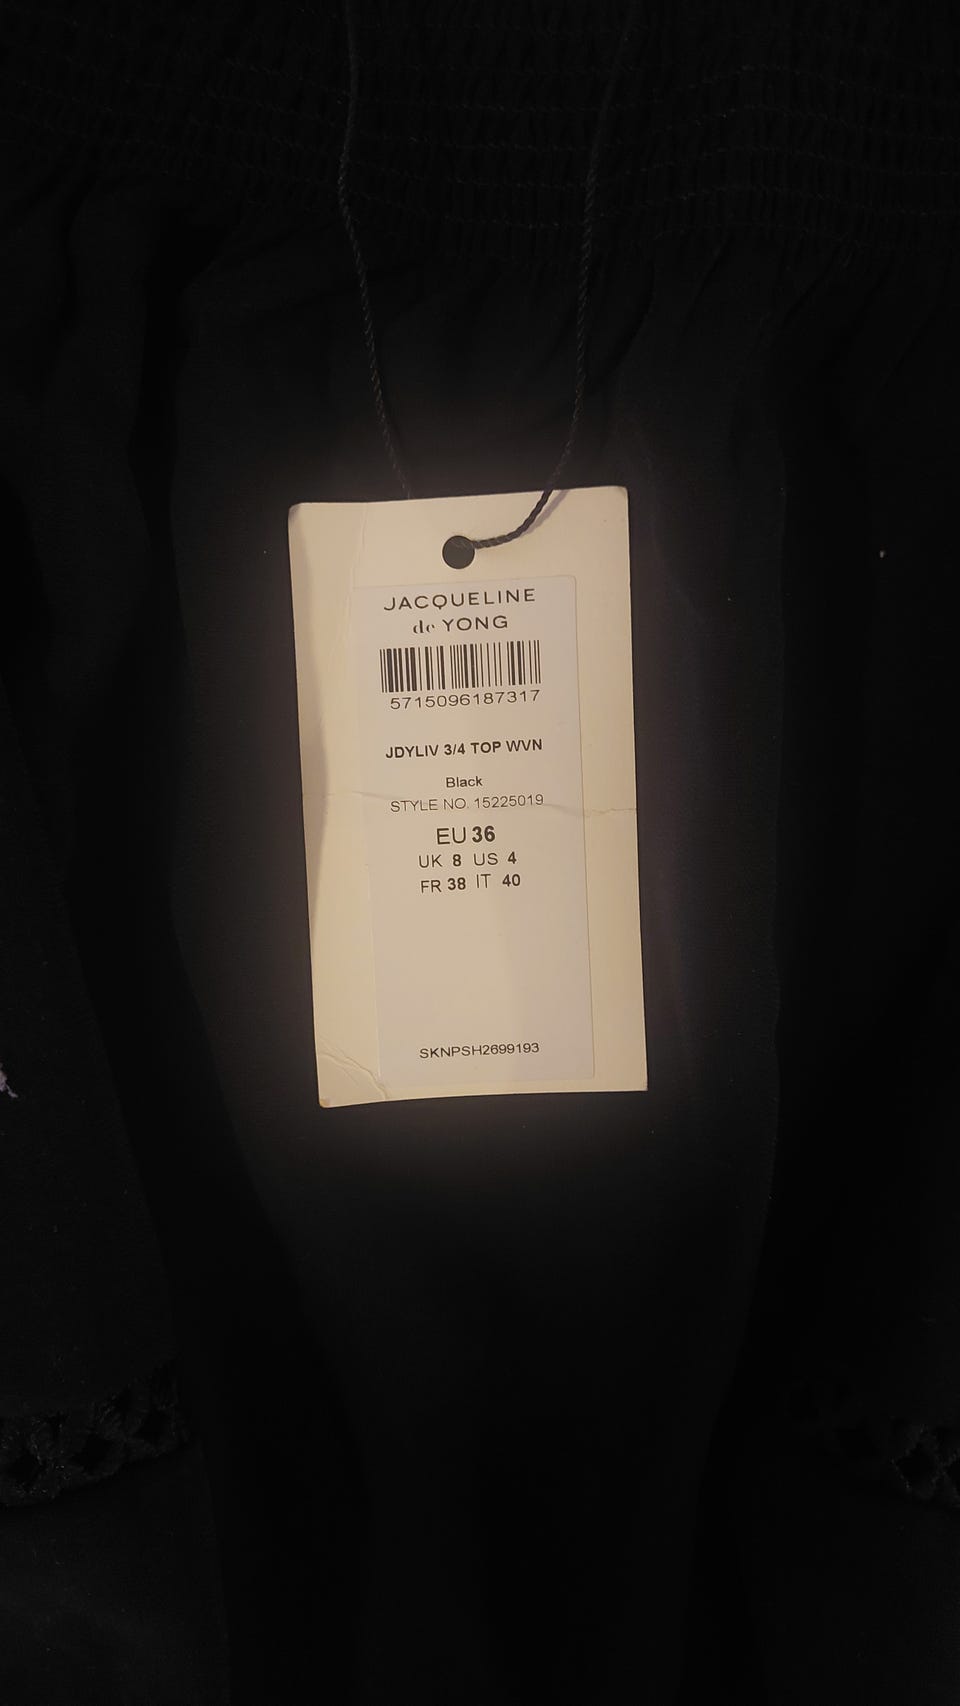 JACQUELINE
de YONG
5715096187317
JDYLIV 3/4 TOP WVN
Black
STYLE NO. 15225019
EU 36
UK 8 US 4
FR 38 IT 40
SKNPSH2699193